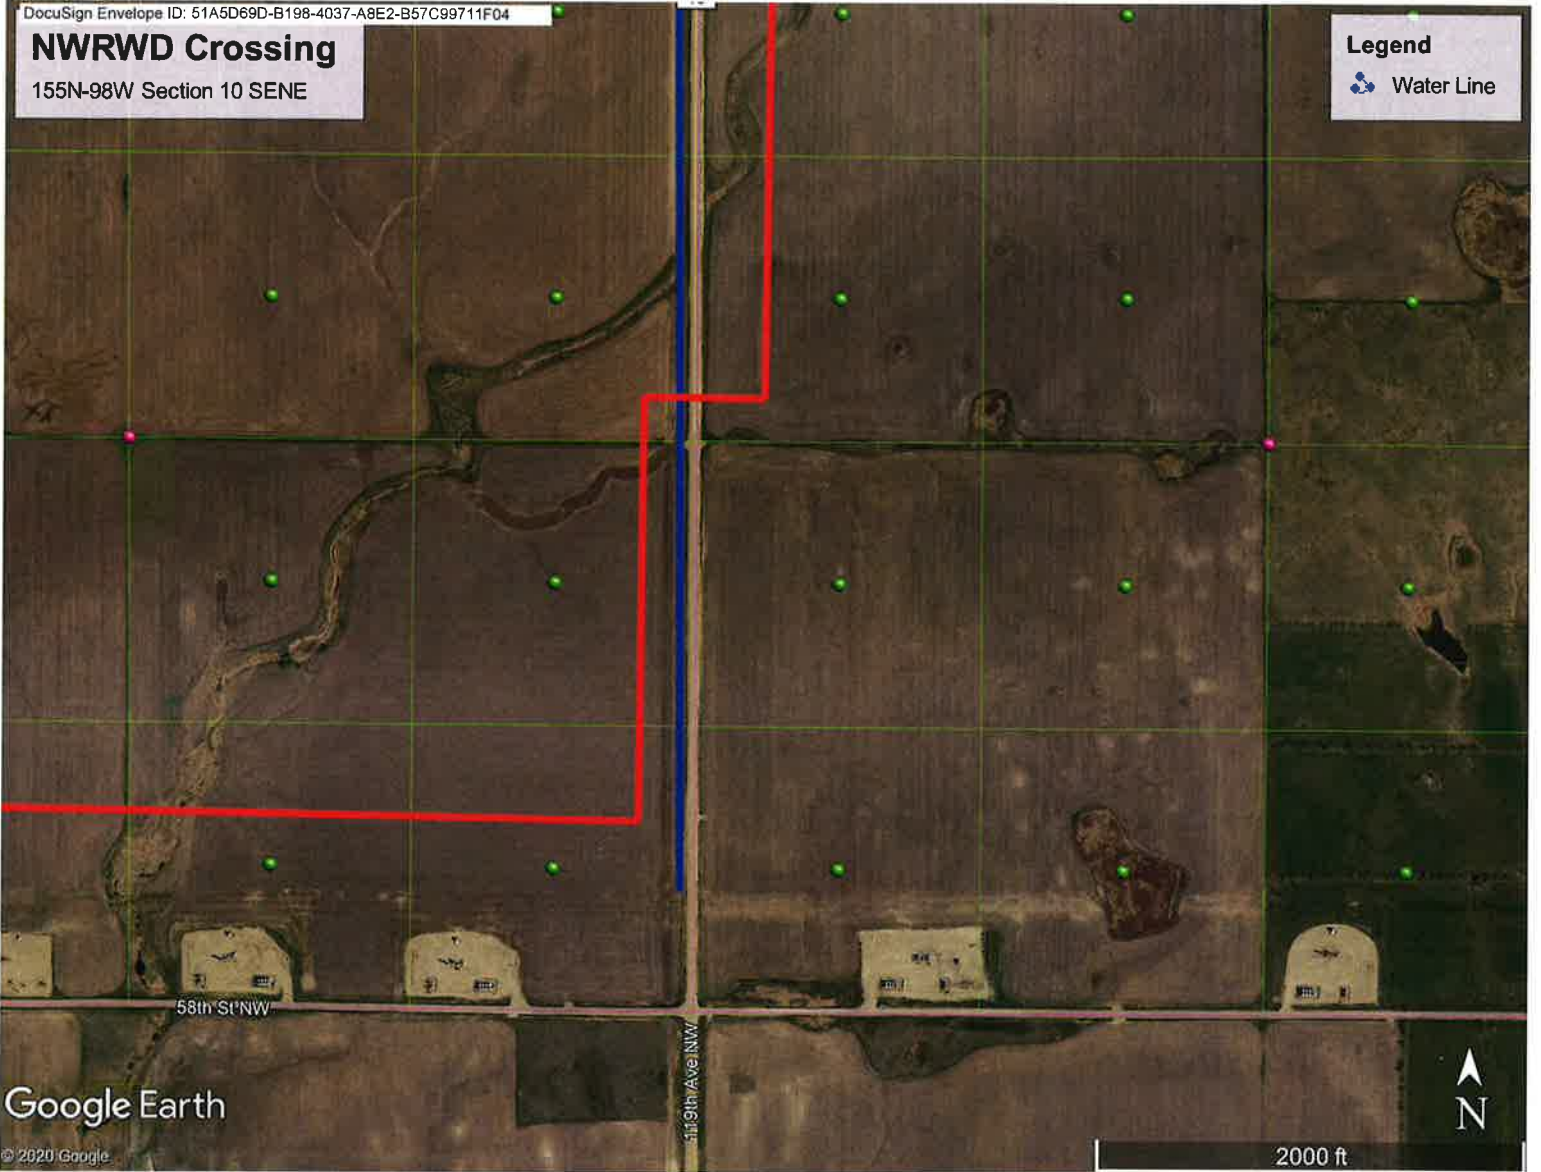 DocuSign Envelope ID: 51A5D69D-B198-4037-A8E2-B57C99711F04
NWRWD Crossing
155N-98W Section 10 SENE
Legend
Water Line
58th St NW
119th Ave NW
Google Earth
N
© 2020 Google
2000 ft